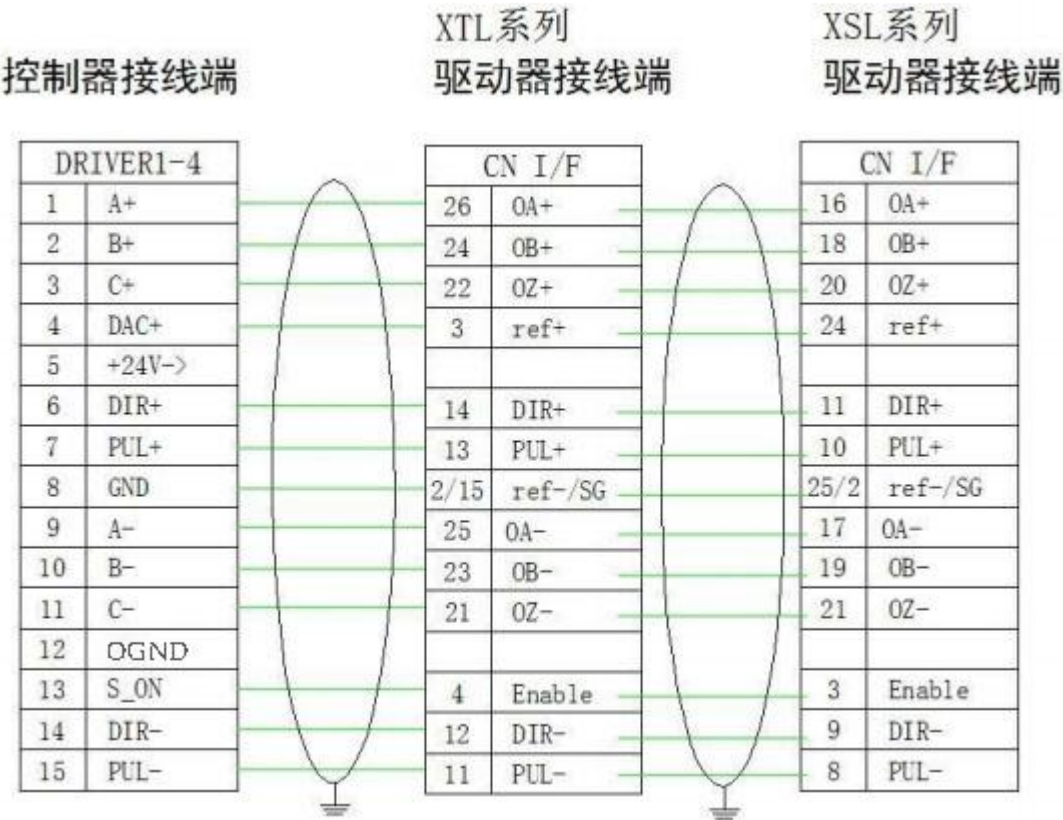 XTL系列
XSL系列
控制器接线端
驱动器接线端
驱动器接线端
DRIVER1-4
CN I/F
CN I/F
1 A+ 26 OA+ 16 OA+
2 B+ 24 OB+ 18 OB+
3 C+ 22 OZ+ 20 OZ+
4 DAC+ 3 ref+ 24 ref+
5 +24V->
6 DIR+ 14 DIR+ 11 DIR+
7 PUL+ 13 PUL+ 10 PUL+
8 GND 2/15 ref-/SG 25/2 ref-/SG
9 A- 25 OA- 17 OA-
10 B- 23 OB- 19 OB-
11 C- 21 OZ- 21 OZ-
12 OGND
13 S_ON 4 Enable 3 Enable
14 DIR- 12 DIR- 9 DIR-
15 PUL- 11 PUL- 8 PUL-